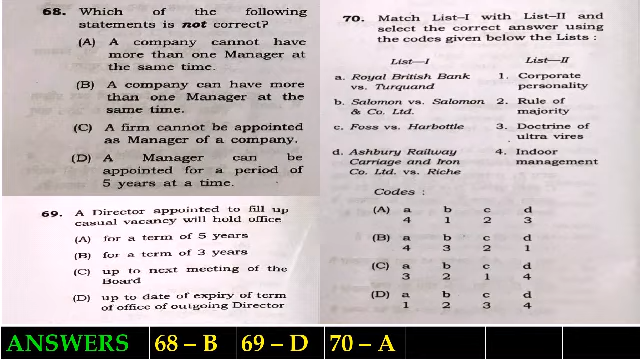 68. Which of the following
statements is not correct?
(A) A company cannot have
more than one Manager at
the same time.
(B) A company can have more
than one Manager at the
same time.
(C) A firm cannot be appointed
as Manager of a company.
(D) A Manager can be
appointed for a period of
5 years at a time.
69. A Director appointed to fill up
casual vacancy will hold office
(A) for a term of 5 years
(B) for a term of 3 years
(C) up to next meeting of the
Board
(D) up to date of expiry of term
of office of outgoing Director
70. Match List-I with List-II and
select the correct answer using
the codes given below the Lists :
List—I List—II
a. Royal British Bank 1. Corporate
vs. Turquand personality
b. Salomon vs. Salomon 2. Rule of
& Co. Ltd. majority
c. Foss vs. Harbottle 3. Doctrine of
ultra vires
d. Ashbury Railway 4. Indoor
Carriage and Iron management
Co. Ltd. vs. Riche
Codes :
(A) a b c d
4 1 2 3
(B) a b c d
4 3 2 1
(C) a b c d
3 2 1 4
(D) a b c d
1 2 3 4
ANSWERS 68 – B 69 – D 70 – A